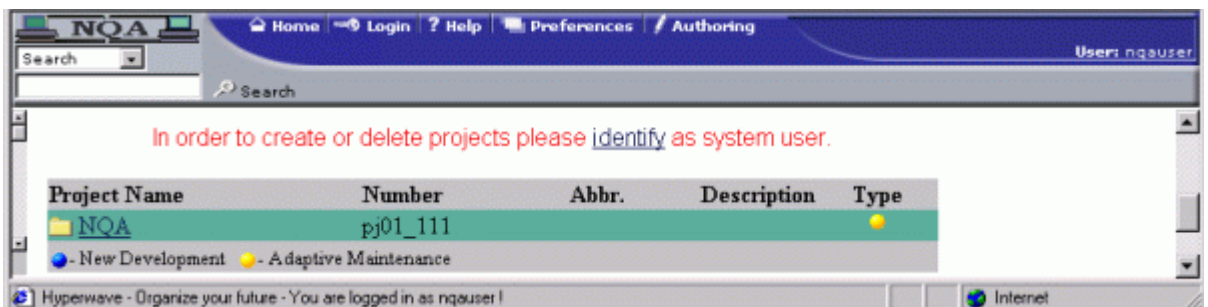 NQA Home Login ? Help Preferences Authoring
Search User: nqauser
Search
In order to create or delete projects please identify as system user.
Project Name Number Abbr. Description Type
NQA pj01_111
- New Development - Adaptive Maintenance
Hyperwave - Organize your future - You are logged in as nqauser ! Internet